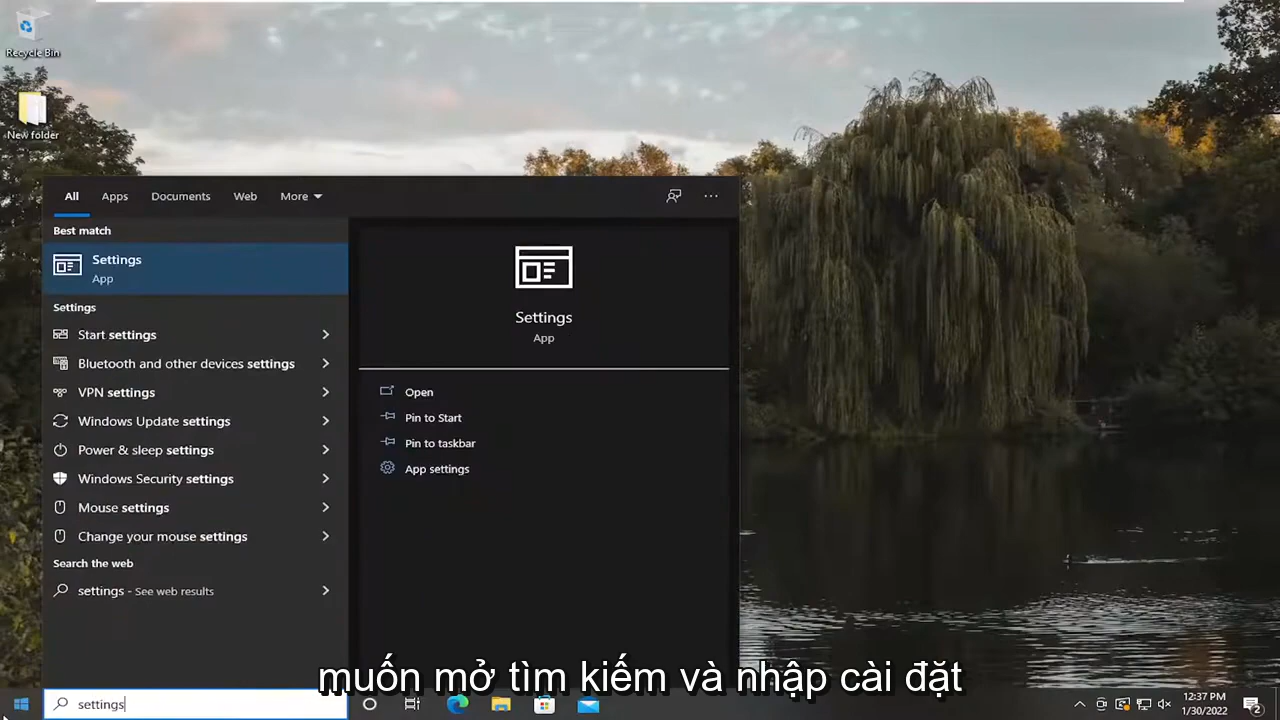 Recycle Bin
New folder
All Apps Documents Web More
Best match
Settings
App
Settings
Start settings
Bluetooth and other devices settings
VPN settings
Windows Update settings
Power & sleep settings
Windows Security settings
Mouse settings
Change your mouse settings
Search the web
settings - See web results
Settings
App
Open
Pin to Start
Pin to taskbar
App settings
muốn mở tìm kiếm và nhập cài đặt
settings
12:37 PM
1/30/2022
2